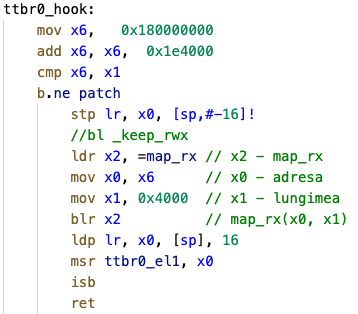 ttbr0_hook:
mov x6, 0x180000000
add x6, x6, 0x1e4000
cmp x6, x1
b.ne patch
stp lr, x0, [sp,#-16]!
//bl _keep_rwx
ldr x2, =map_rx // x2 - map_rx
mov x0, x6 // x0 - adresa
mov x1, 0x4000 // x1 - lungimea
blr x2 // map_rx(x0, x1)
ldp lr, x0, [sp], 16
msr ttbr0_el1, x0
isb
ret